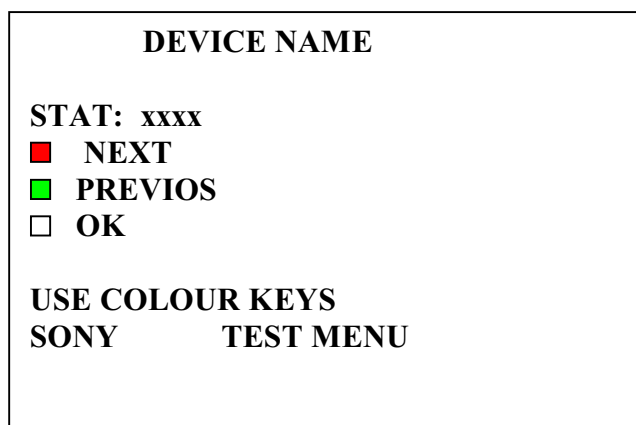 DEVICE NAME
STAT: xxxx
NEXT
PREVIOS
OK
USE COLOUR KEYS
SONY TEST MENU